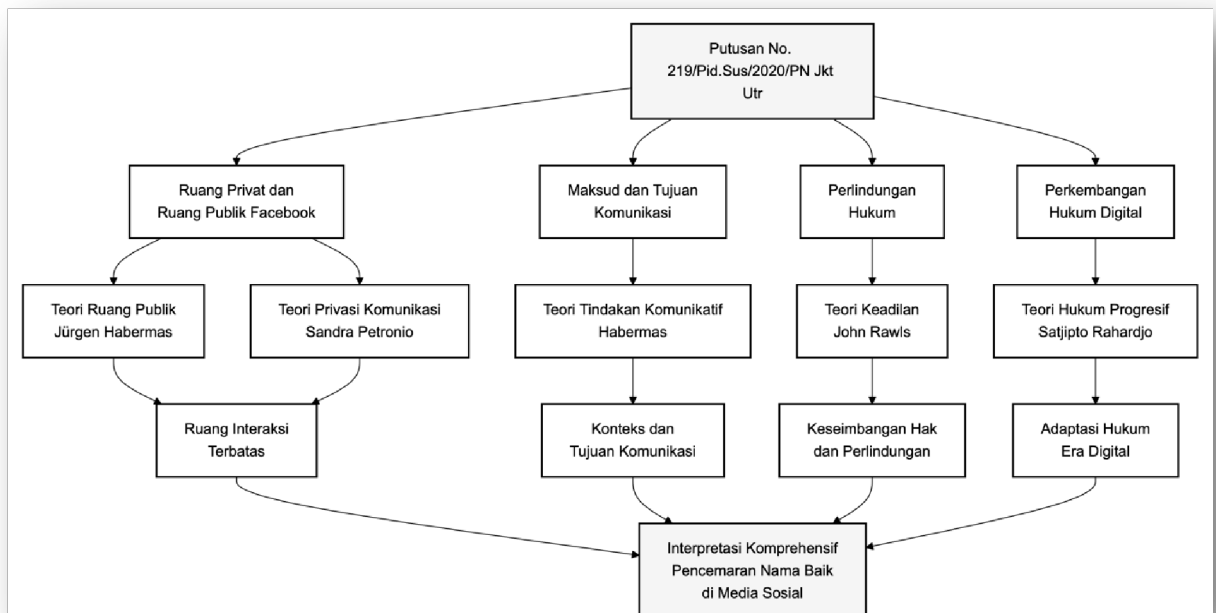 Putusan No.
219/Pid.Sus/2020/PN Jkt
Utr
Ruang Privat dan
Ruang Publik Facebook
Maksud dan Tujuan
Komunikasi
Perlindungan
Hukum
Perkembangan
Hukum Digital
Teori Ruang Publik
Jürgen Habermas
Teori Privasi Komunikasi
Sandra Petronio
Teori Tindakan Komunikatif
Habermas
Teori Keadilan
John Rawls
Teori Hukum Progresif
Satjipto Rahardjo
Ruang Interaksi
Terbatas
Konteks dan
Tujuan Komunikasi
Keseimbangan Hak
dan Perlindungan
Adaptasi Hukum
Era Digital
Interpretasi Komprehensif
Pencemaran Nama Baik
di Media Sosial